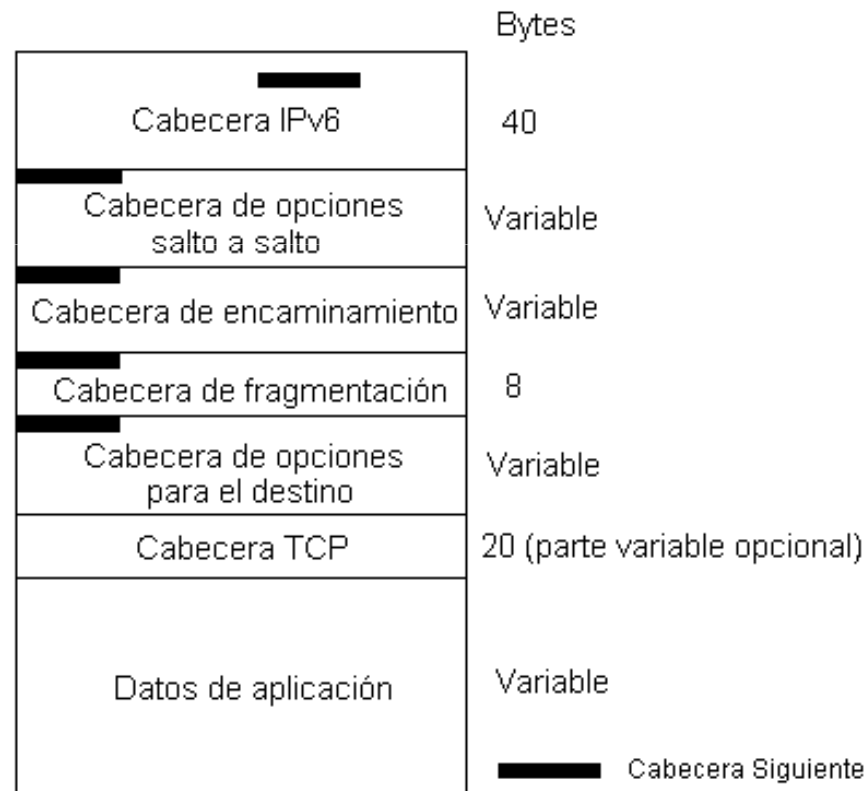 Bytes
Cabecera IPv6
40
Cabecera de opciones
salto a salto
Variable
Cabecera de encaminamiento
Variable
Cabecera de fragmentación
8
Cabecera de opciones
para el destino
Variable
Cabecera TCP
20 (parte variable opcional)
Datos de aplicación
Variable
Cabecera Siguiente